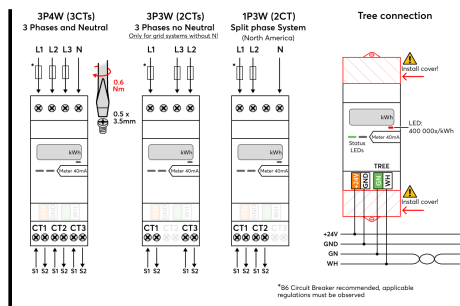 3P4W (3CTs)
3 Phases and Neutral
L1 L2 L3 N
*
0.6
Nm
0.5 x
3.5mm
kWh
Meter 40mA
CT1 CT2 CT3
S1 S2 S1 S2 S1 S2
3P3W (2CTs)
3 Phases no Neutral
Only for grid systems without N!
L1 L2 L3
*
kWh
Meter 40mA
CT1 CT2 CT3
S1 S2 S1 S2
1P3W (2CT)
Split phase System
(North America)
L1 L2 N
*
kWh
Meter 40mA
CT1 CT2 CT3
S1 S2 S1 S2
Tree connection
Install cover!
kWh
LED:
400 000x/kWh
Status
LEDs
Meter 40mA
TREE
+24V GND GN WH
Install cover!
+24V
GND
GN
WH
*B6 Circuit Breaker recommended, applicable
regulations must be observed